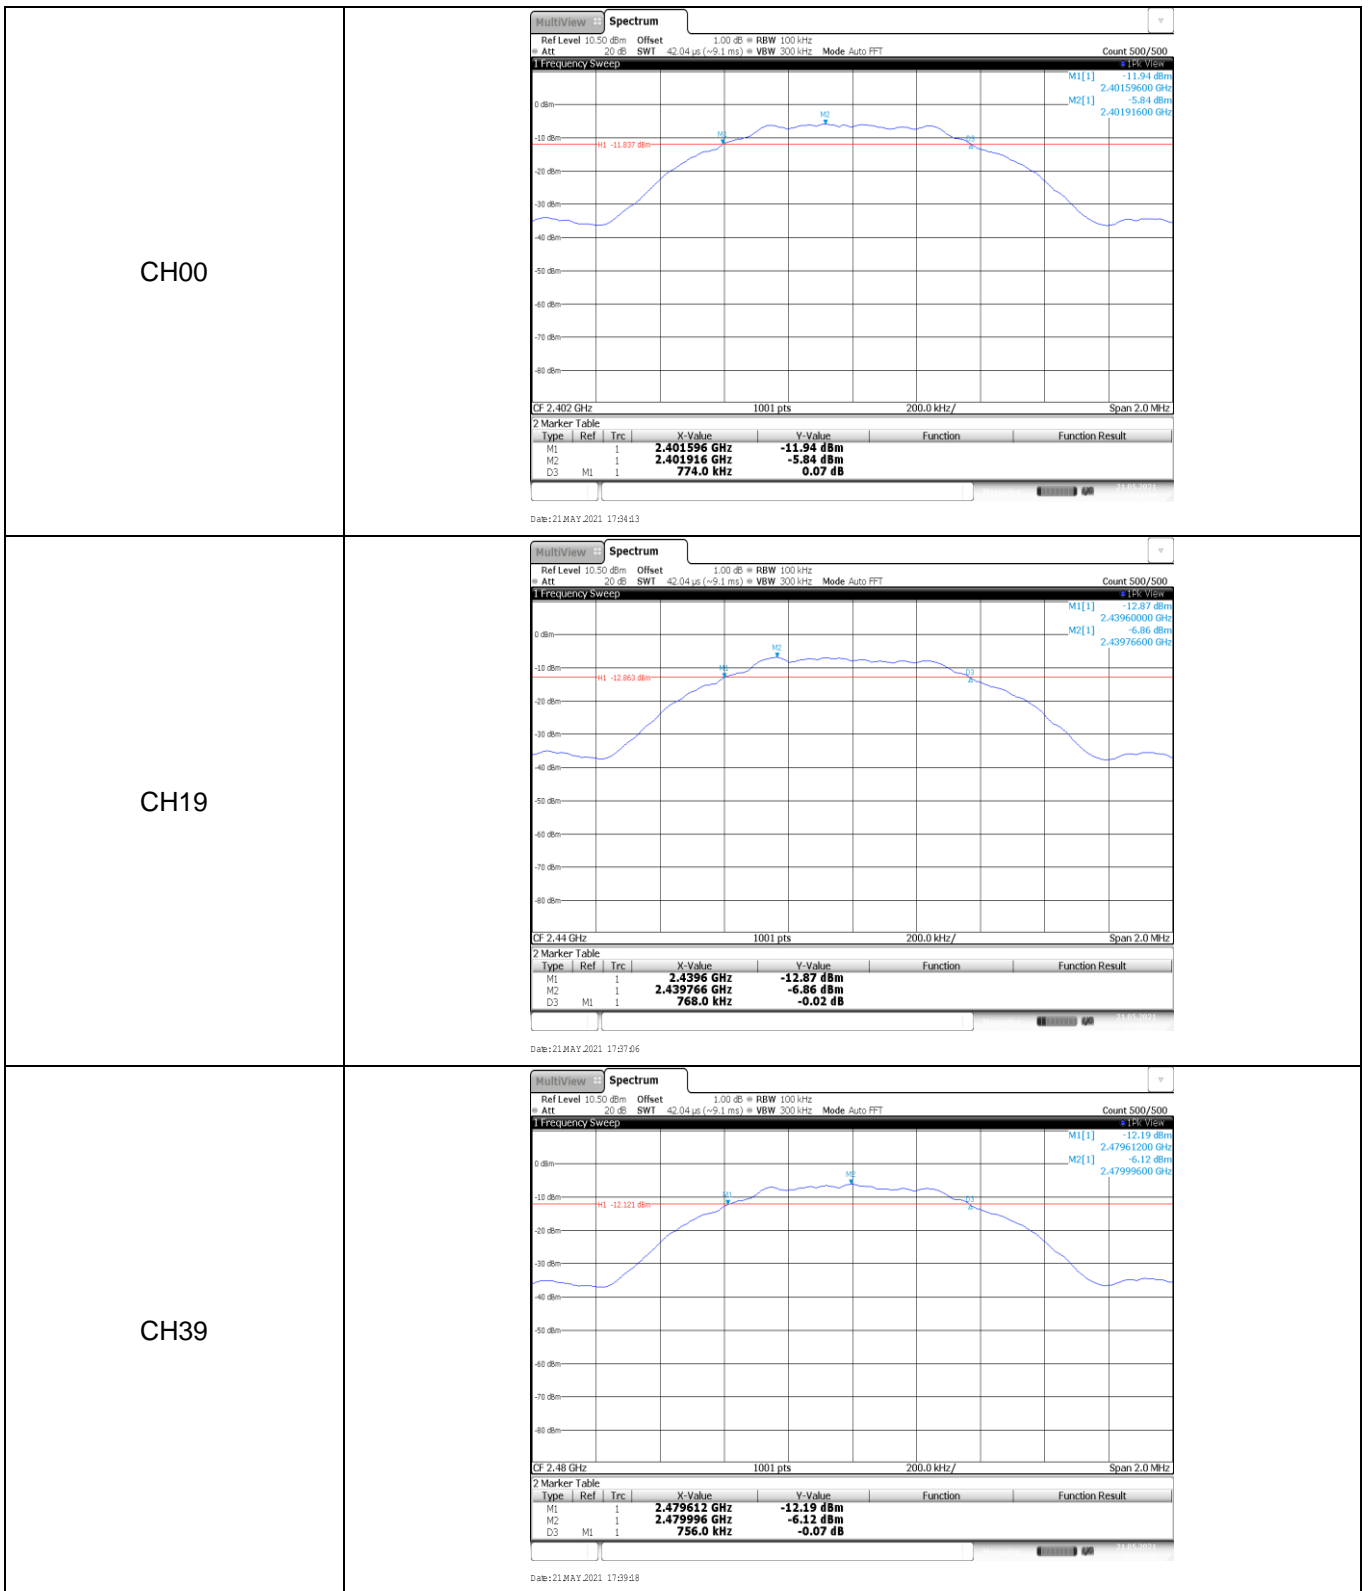 CH00
MultiView Spectrum
Ref Level 10.50 dBm Offset 1.00 dB RBW 100 kHz
Att 20 dB SWT 42.04 µs (~9.1 ms) VBW 300 kHz Mode Auto FFT Count 500/500
1 Frequency Sweep 1Pk View
M1[1] -11.94 dBm
2.40159600 GHz
M2[1] -5.84 dBm
2.40191600 GHz
0 dBm
M2
M1
D3
-10 dBm
H1 -11.837 dBm
-20 dBm
-30 dBm
-40 dBm
-50 dBm
-60 dBm
-70 dBm
-80 dBm
CF 2.402 GHz 1001 pts 200.0 kHz/ Span 2.0 MHz
2 Marker Table
Type Ref Trc X-Value Y-Value Function Function Result
M1 1 2.401596 GHz -11.94 dBm
M2 1 2.401916 GHz -5.84 dBm
D3 M1 1 774.0 kHz 0.07 dB
21.05.2021
Date: 21.MAY.2021 17:34:13
CH19
MultiView Spectrum
Ref Level 10.50 dBm Offset 1.00 dB RBW 100 kHz
Att 20 dB SWT 42.04 µs (~9.1 ms) VBW 300 kHz Mode Auto FFT Count 500/500
1 Frequency Sweep 1Pk View
M1[1] -12.87 dBm
2.43960000 GHz
M2[1] -6.86 dBm
2.43976600 GHz
0 dBm
M2
M1
D3
-10 dBm
H1 -12.863 dBm
-20 dBm
-30 dBm
-40 dBm
-50 dBm
-60 dBm
-70 dBm
-80 dBm
CF 2.44 GHz 1001 pts 200.0 kHz/ Span 2.0 MHz
2 Marker Table
Type Ref Trc X-Value Y-Value Function Function Result
M1 1 2.4396 GHz -12.87 dBm
M2 1 2.439766 GHz -6.86 dBm
D3 M1 1 768.0 kHz -0.02 dB
21.05.2021
Date: 21.MAY.2021 17:37:06
CH39
MultiView Spectrum
Ref Level 10.50 dBm Offset 1.00 dB RBW 100 kHz
Att 20 dB SWT 42.04 µs (~9.1 ms) VBW 300 kHz Mode Auto FFT Count 500/500
1 Frequency Sweep 1Pk View
M1[1] -12.19 dBm
2.47961200 GHz
M2[1] -6.12 dBm
2.47999600 GHz
0 dBm
M2
M1
D3
-10 dBm
H1 -12.121 dBm
-20 dBm
-30 dBm
-40 dBm
-50 dBm
-60 dBm
-70 dBm
-80 dBm
CF 2.48 GHz 1001 pts 200.0 kHz/ Span 2.0 MHz
2 Marker Table
Type Ref Trc X-Value Y-Value Function Function Result
M1 1 2.479612 GHz -12.19 dBm
M2 1 2.479996 GHz -6.12 dBm
D3 M1 1 756.0 kHz -0.07 dB
21.05.2021
Date: 21.MAY.2021 17:39:18